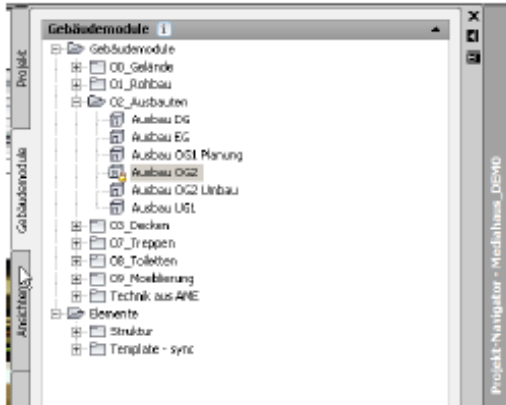 Gebäudemodule
Gebäudemodule
00_Gelände
01_Rohbau
02_Ausbauten
Ausbau DG
Ausbau EG
Ausbau OG1 Planung
Ausbau OG2
Ausbau OG2 Umbau
Ausbau UG1
03_Decken
07_Treppen
08_Toiletten
09_Moeblierung
Technik aus AME
Elemente
Struktur
Template - sync
Projekt
Gebäudemodule
Ansichten
Projekt-Navigator - Mediahaus_DEMO